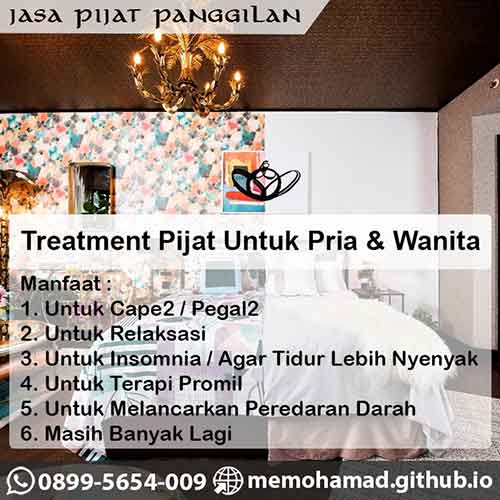 JASA PIJAT PANGGILAN
Treatment Pijat Untuk Pria & Wanita
Manfaat :
1. Untuk Cape2 / Pegal2
2. Untuk Relaksasi
3. Untuk Insomnia / Agar Tidur Lebih Nyenyak
4. Untuk Terapi Promil
5. Untuk Melancarkan Peredaran Darah
6. Masih Banyak Lagi
0899-5654-009 memohamad.github.io